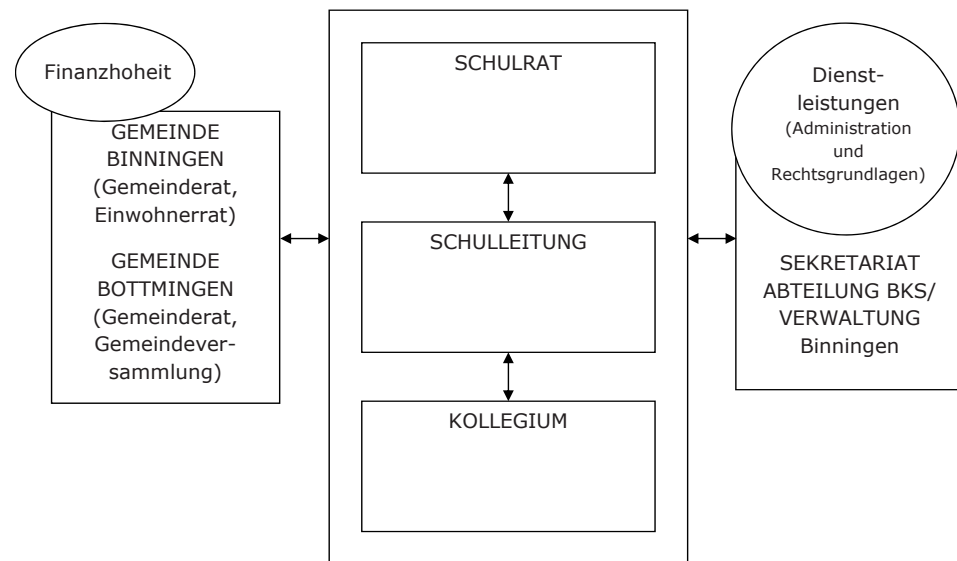 Finanzhoheit
GEMEINDE
BINNINGEN
(Gemeinderat,
Einwohnerrat)
GEMEINDE
BOTTMINGEN
(Gemeinderat,
Gemeindever-
sammlung)
SCHULRAT
SCHULLEITUNG
KOLLEGIUM
Dienst-
leistungen
(Administration
und
Rechtsgrundlagen)
SEKRETARIAT
ABTEILUNG BKS/
VERWALTUNG
Binningen